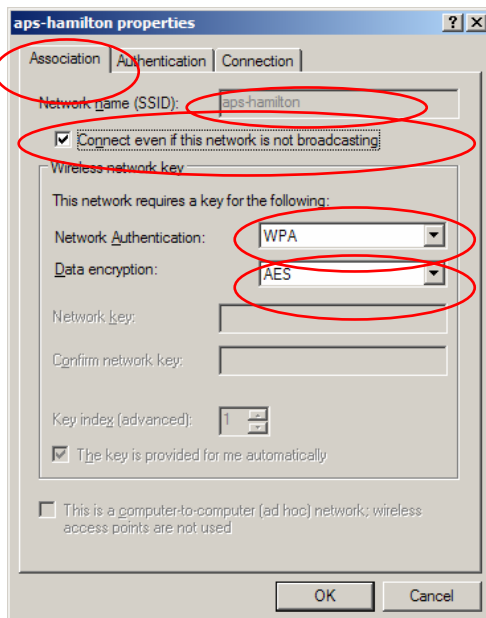 aps-hamilton properties
Association Authentication Connection
Network name (SSID): aps-hamilton
Connect even if this network is not broadcasting
Wireless network key
This network requires a key for the following:
Network Authentication: WPA
Data encryption: AES
Network key:
Confirm network key:
Key index (advanced): 1
The key is provided for me automatically
This is a computer-to-computer (ad hoc) network; wireless
access points are not used
OK Cancel